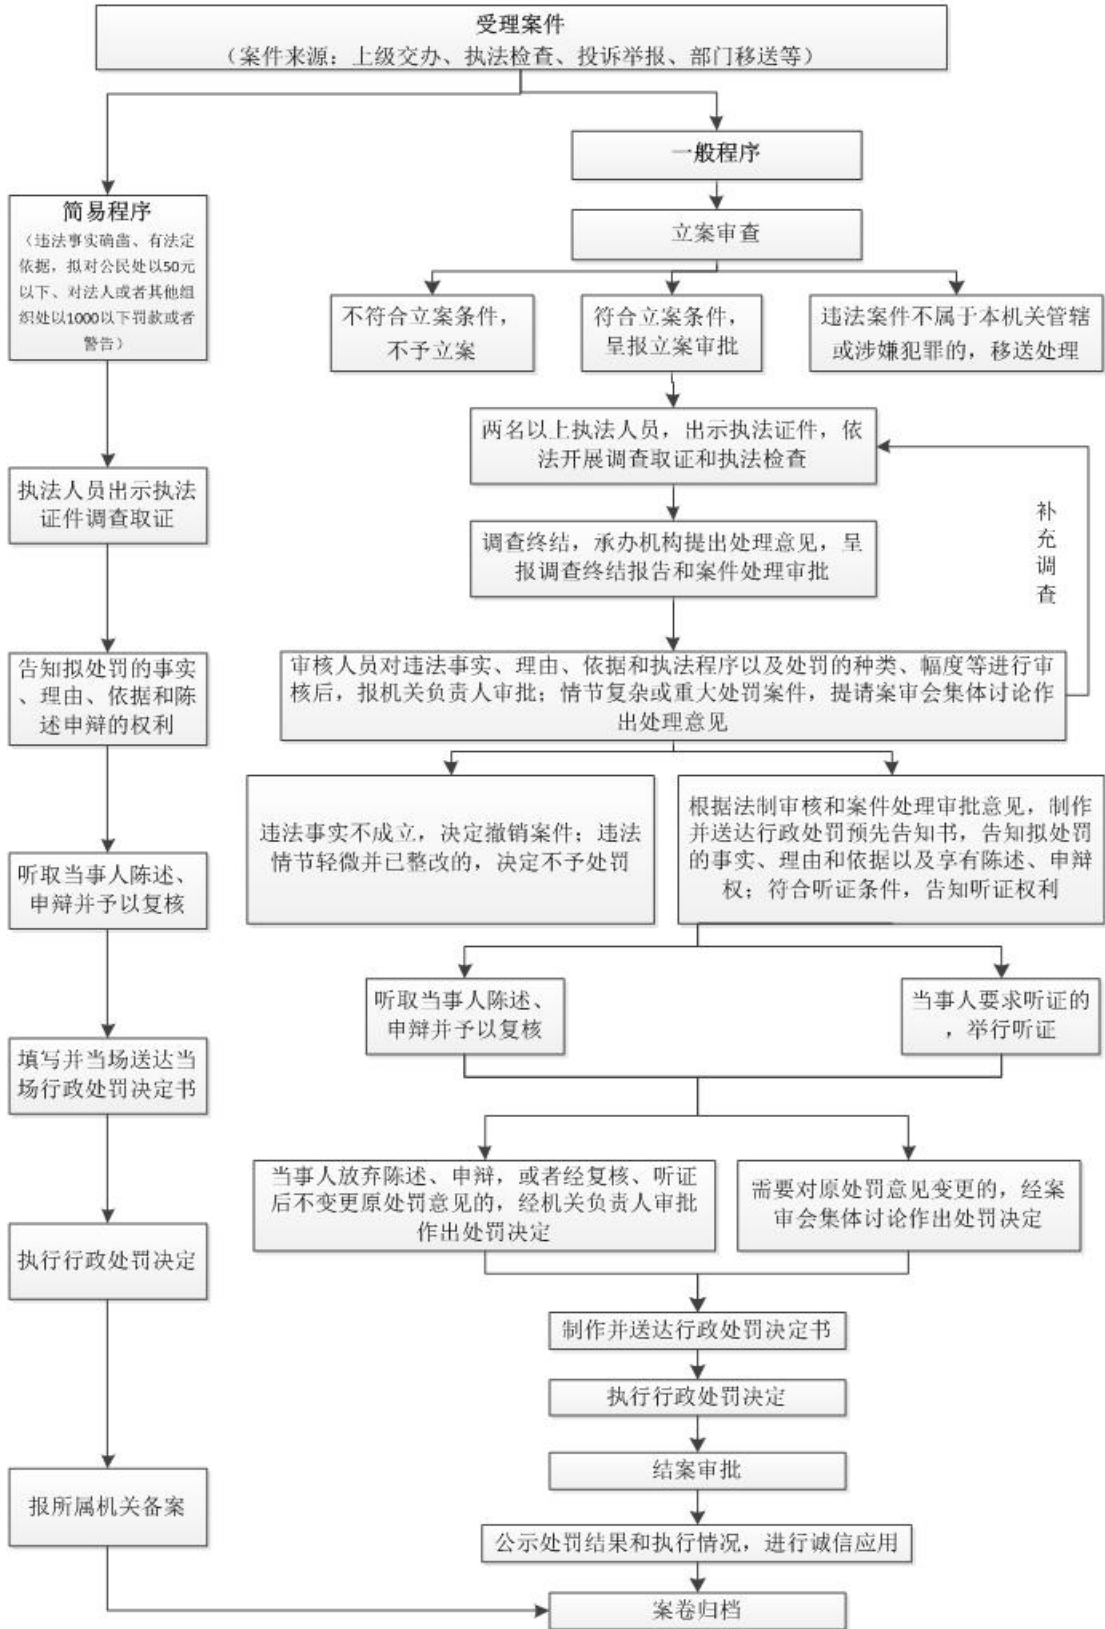 受理案件
（案件来源：上级交办、执法检查、投诉举报、部门移送等）
一般程序
简易程序
（违法事实确凿、有法定
依据，拟对公民处以50元
以下、对法人或者其他组
织处以1000以下罚款或者
警告）
立案审查
不符合立案条件，
不予立案
符合立案条件，
呈报立案审批
违法案件不属于本机关管辖
或涉嫌犯罪的，移送处理
两名以上执法人员，出示执法证件，依
法开展调查取证和执法检查
执法人员出示执法
证件调查取证
补
充
调
查
调查终结，承办机构提出处理意见，呈
报调查终结报告和案件处理审批
告知拟处罚的事实
、理由、依据和陈
述申辩的权利
审核人员对违法事实、理由、依据和执法程序以及处罚的种类、幅度等进行审
核后，报机关负责人审批；情节复杂或重大处罚案件，提请案审会集体讨论作
出处理意见
违法事实不成立，决定撤销案件；违法
情节轻微并已整改的，决定不予处罚
根据法制审核和案件处理审批意见，制作
并送达行政处罚预先告知书，告知拟处罚
的事实、理由和依据以及享有陈述、申辩
权；符合听证条件，告知听证权利
听取当事人陈述、
申辩并予以复核
听取当事人陈述、
申辩并予以复核
当事人要求听证的
，举行听证
填写并当场送达当
场行政处罚决定书
当事人放弃陈述、申辩，或者经复核、听证
后不变更原处罚意见的，经机关负责人审批
作出处罚决定
需要对原处罚意见变更的，经案
审会集体讨论作出处罚决定
执行行政处罚决定
制作并送达行政处罚决定书
执行行政处罚决定
结案审批
报所属机关备案
公示处罚结果和执行情况，进行诚信应用
案卷归档